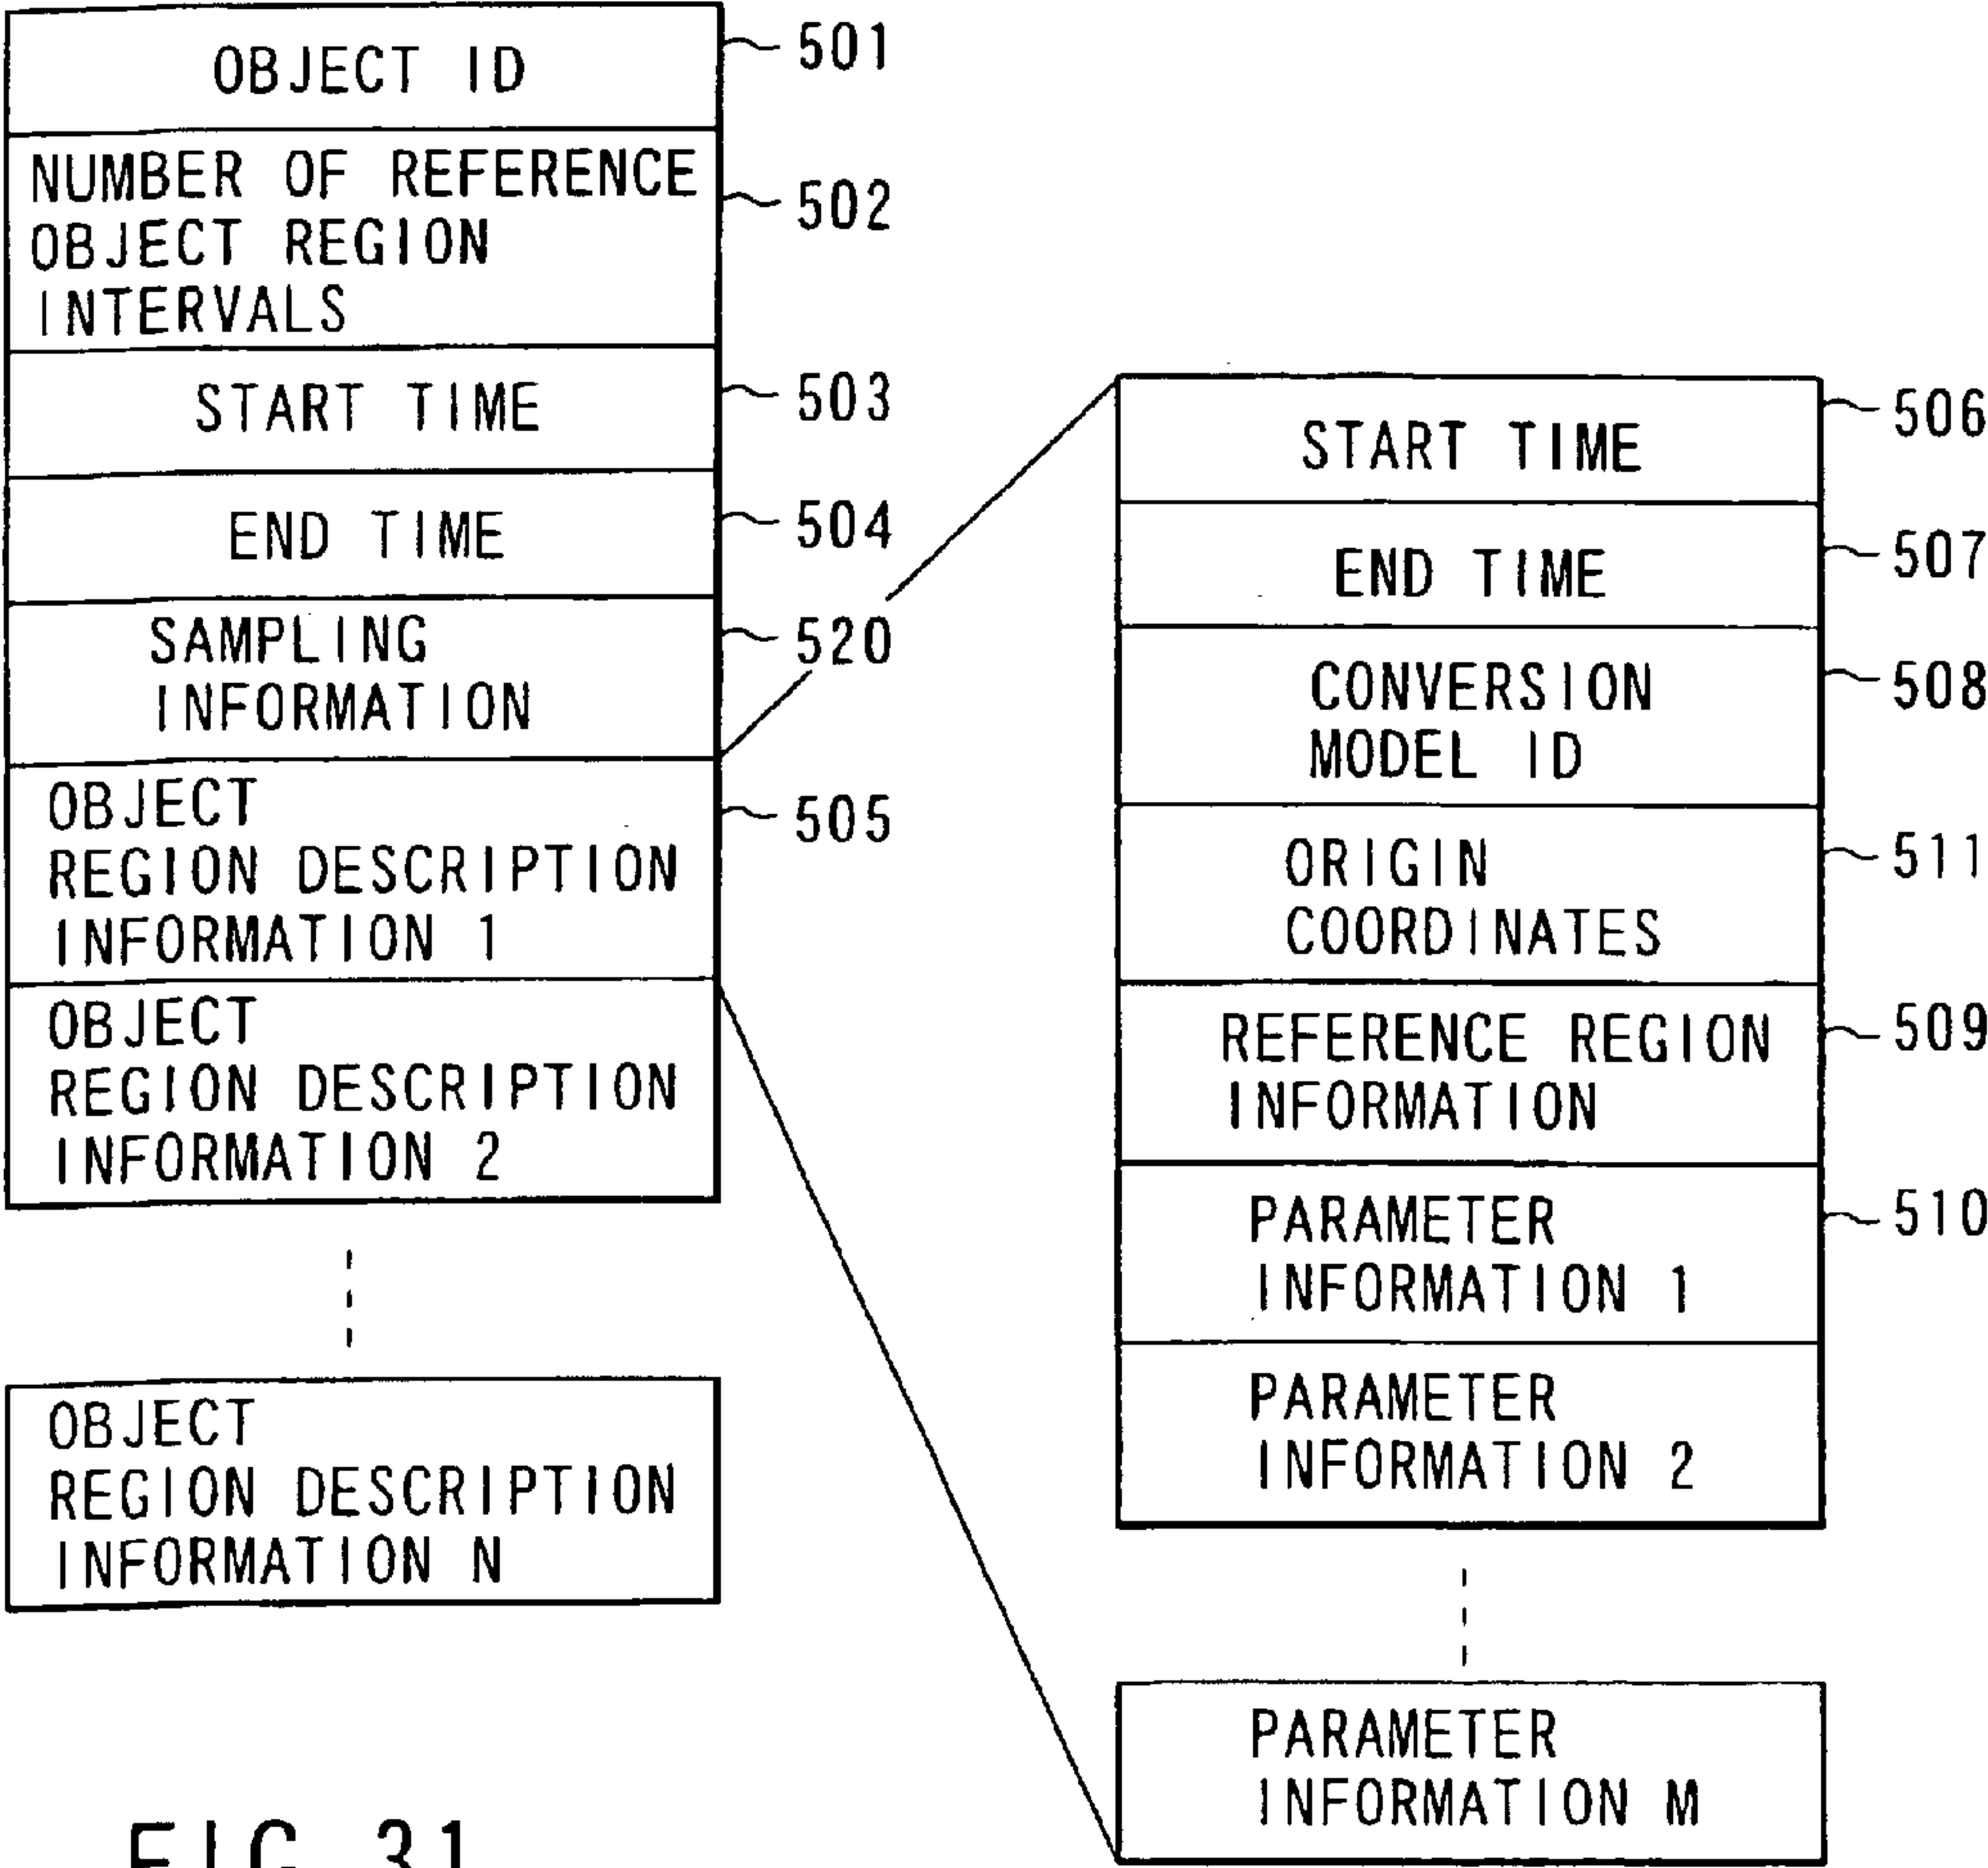 OBJECT ID
501
NUMBER OF REFERENCE
OBJECT REGION
INTERVALS
502
START TIME
503
END TIME
504
SAMPLING
INFORMATION
520
OBJECT
REGION DESCRIPTION
INFORMATION 1
505
OBJECT
REGION DESCRIPTION
INFORMATION 2
OBJECT
REGION DESCRIPTION
INFORMATION N
START TIME
506
END TIME
507
CONVERSION
MODEL ID
508
ORIGIN
COORDINATES
511
REFERENCE REGION
INFORMATION
509
PARAMETER
INFORMATION 1
510
PARAMETER
INFORMATION 2
PARAMETER
INFORMATION M
FIG. 31